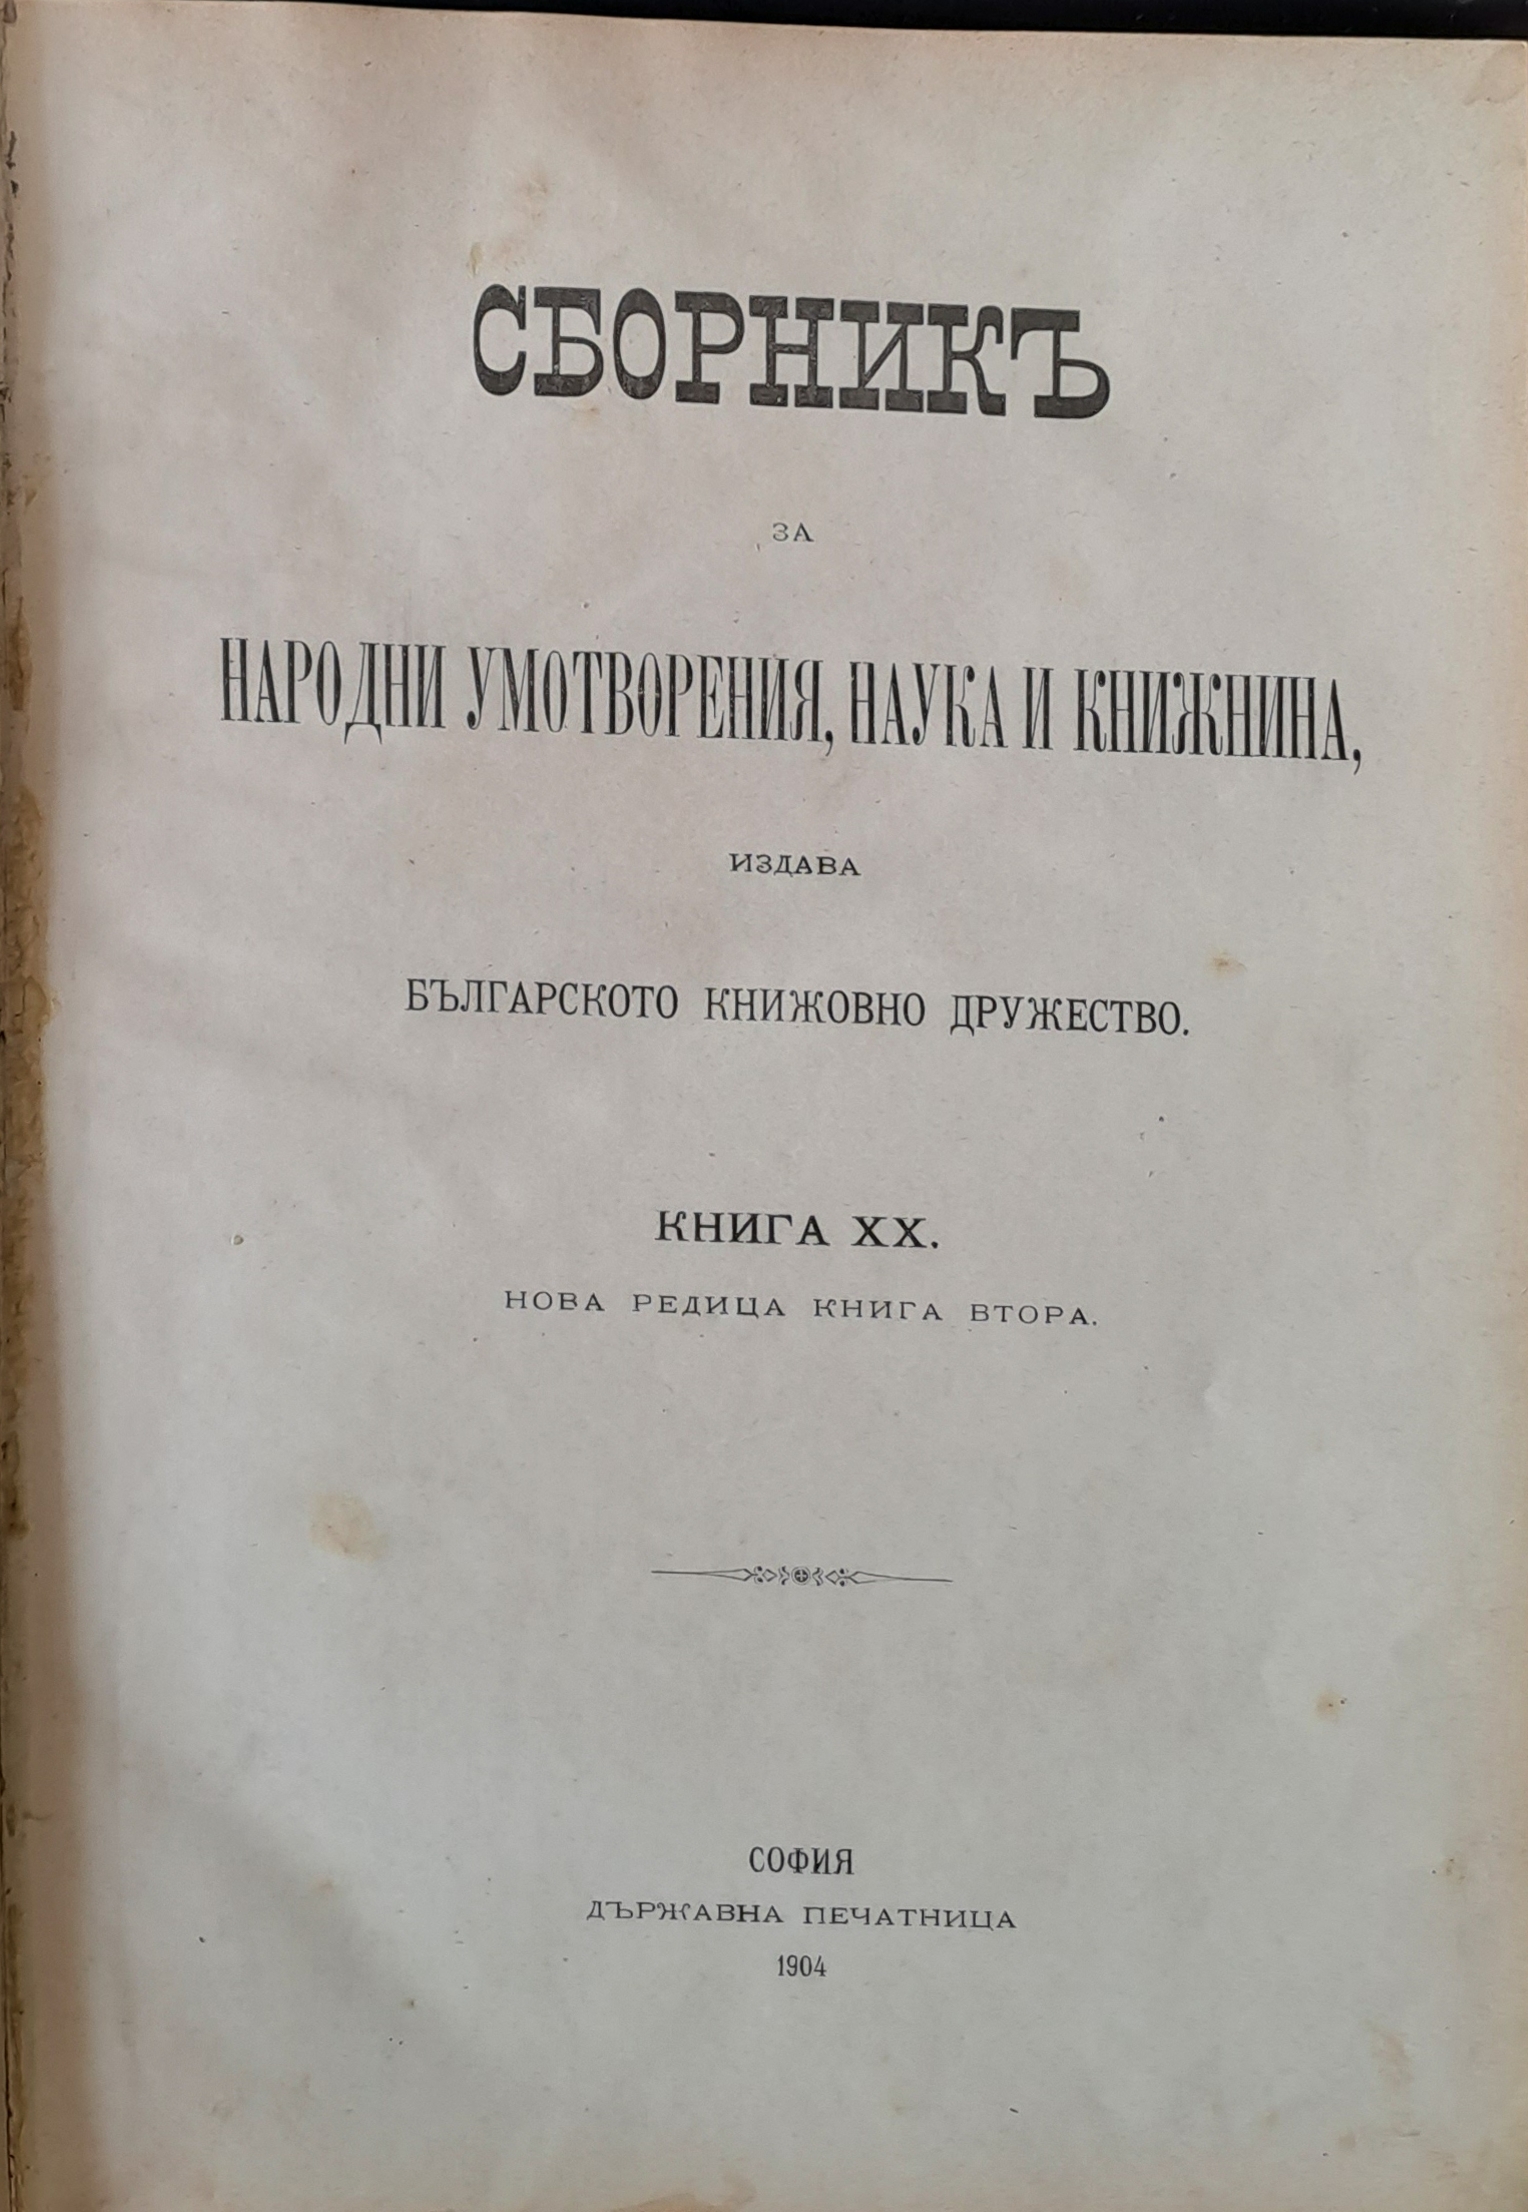 СБОРНИКЪ
ЗА
НАРОДНИ УМОТВОРЕНИЯ, НАУКА И КНИЖНИНА,
ИЗДАВА
БЪЛГАРСКОТО КНИЖОВНО ДРУЖЕСТВО.
КНИГА XX.
НОВА РЕДИЦА КНИГА ВТОРА.
СОФИЯ
ДЪРЖАВНА ПЕЧАТНИЦА
1904